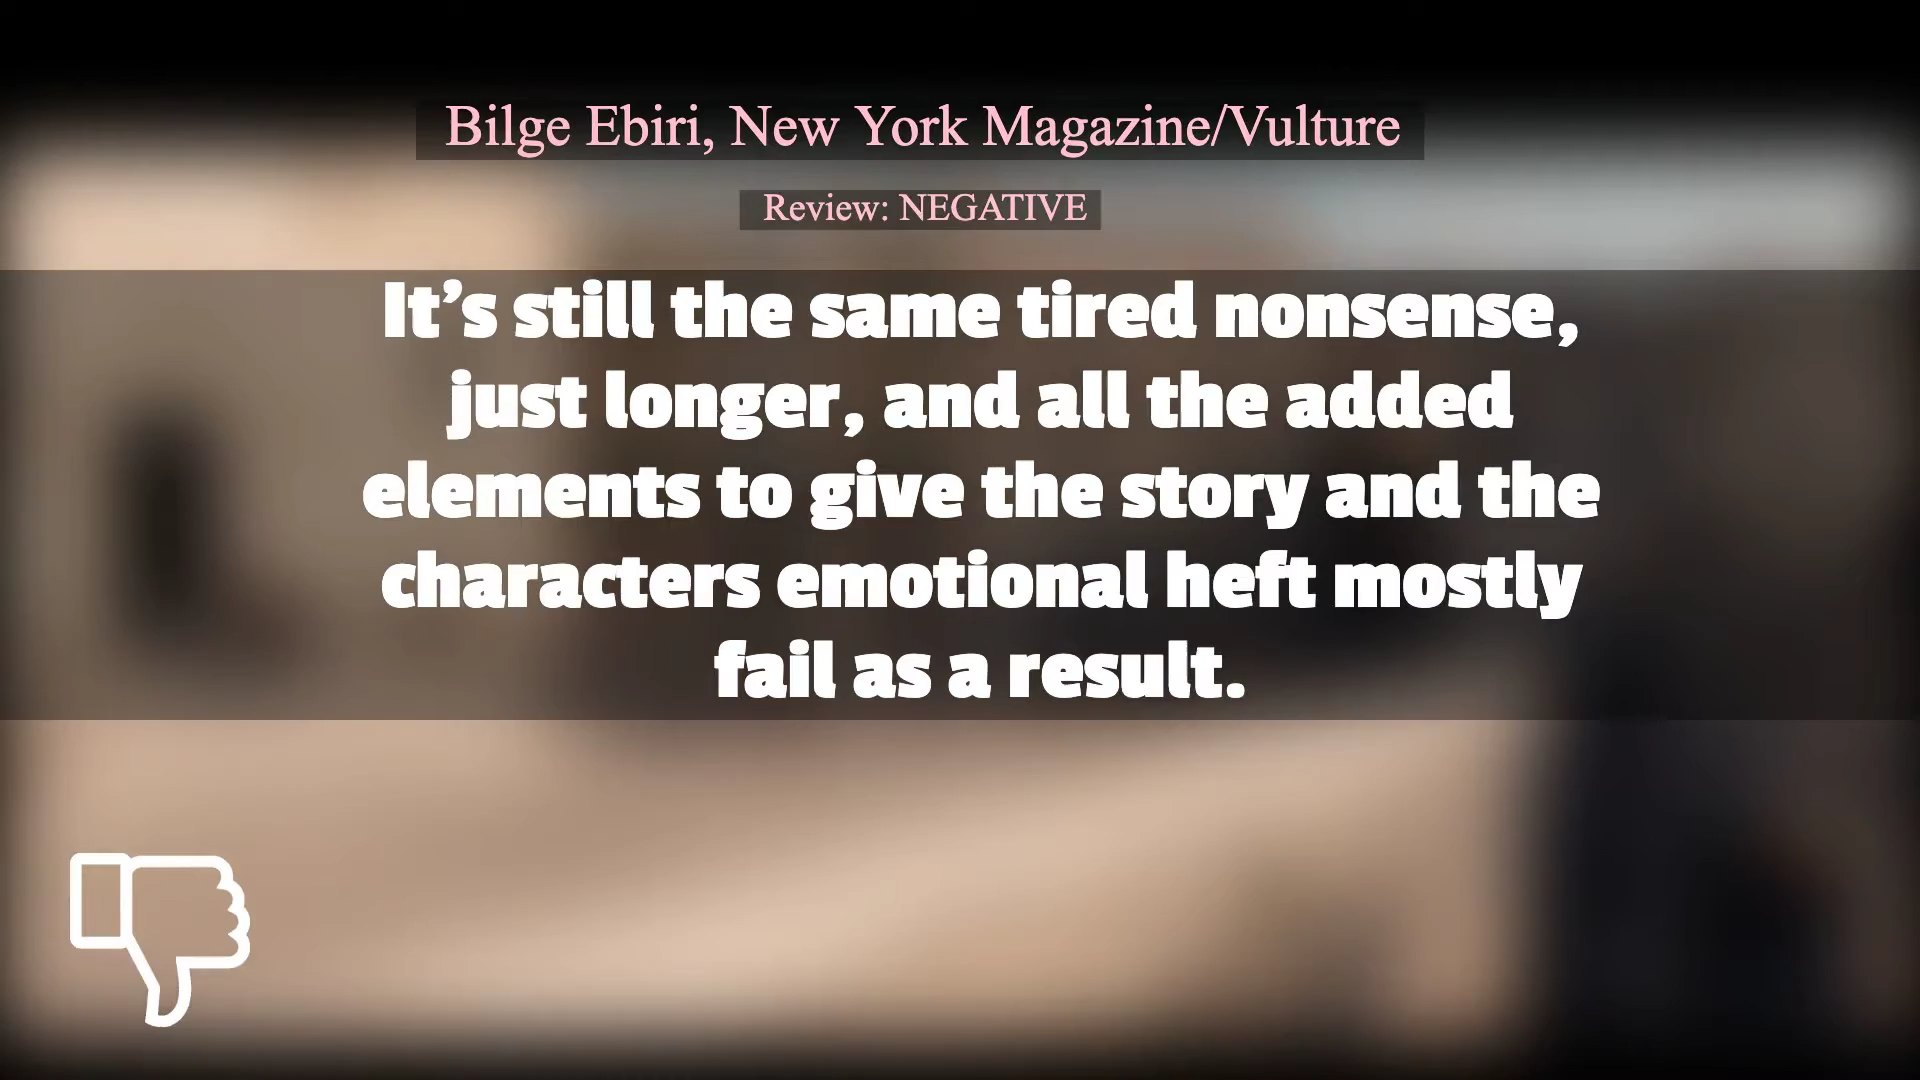 Bilge Ebiri, New York Magazine/Vulture
Review: NEGATIVE
It’s still the same tired nonsense,
just longer, and all the added
elements to give the story and the
characters emotional heft mostly
fail as a result.